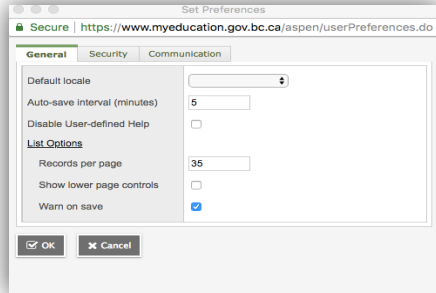 Set Preferences
Secure | https://www.myeducation.gov.bc.ca/aspen/userPreferences.do
General Security Communication
Default locale
Auto-save interval (minutes) 5
Disable User-defined Help
List Options
Records per page 35
Show lower page controls
Warn on save
OK Cancel